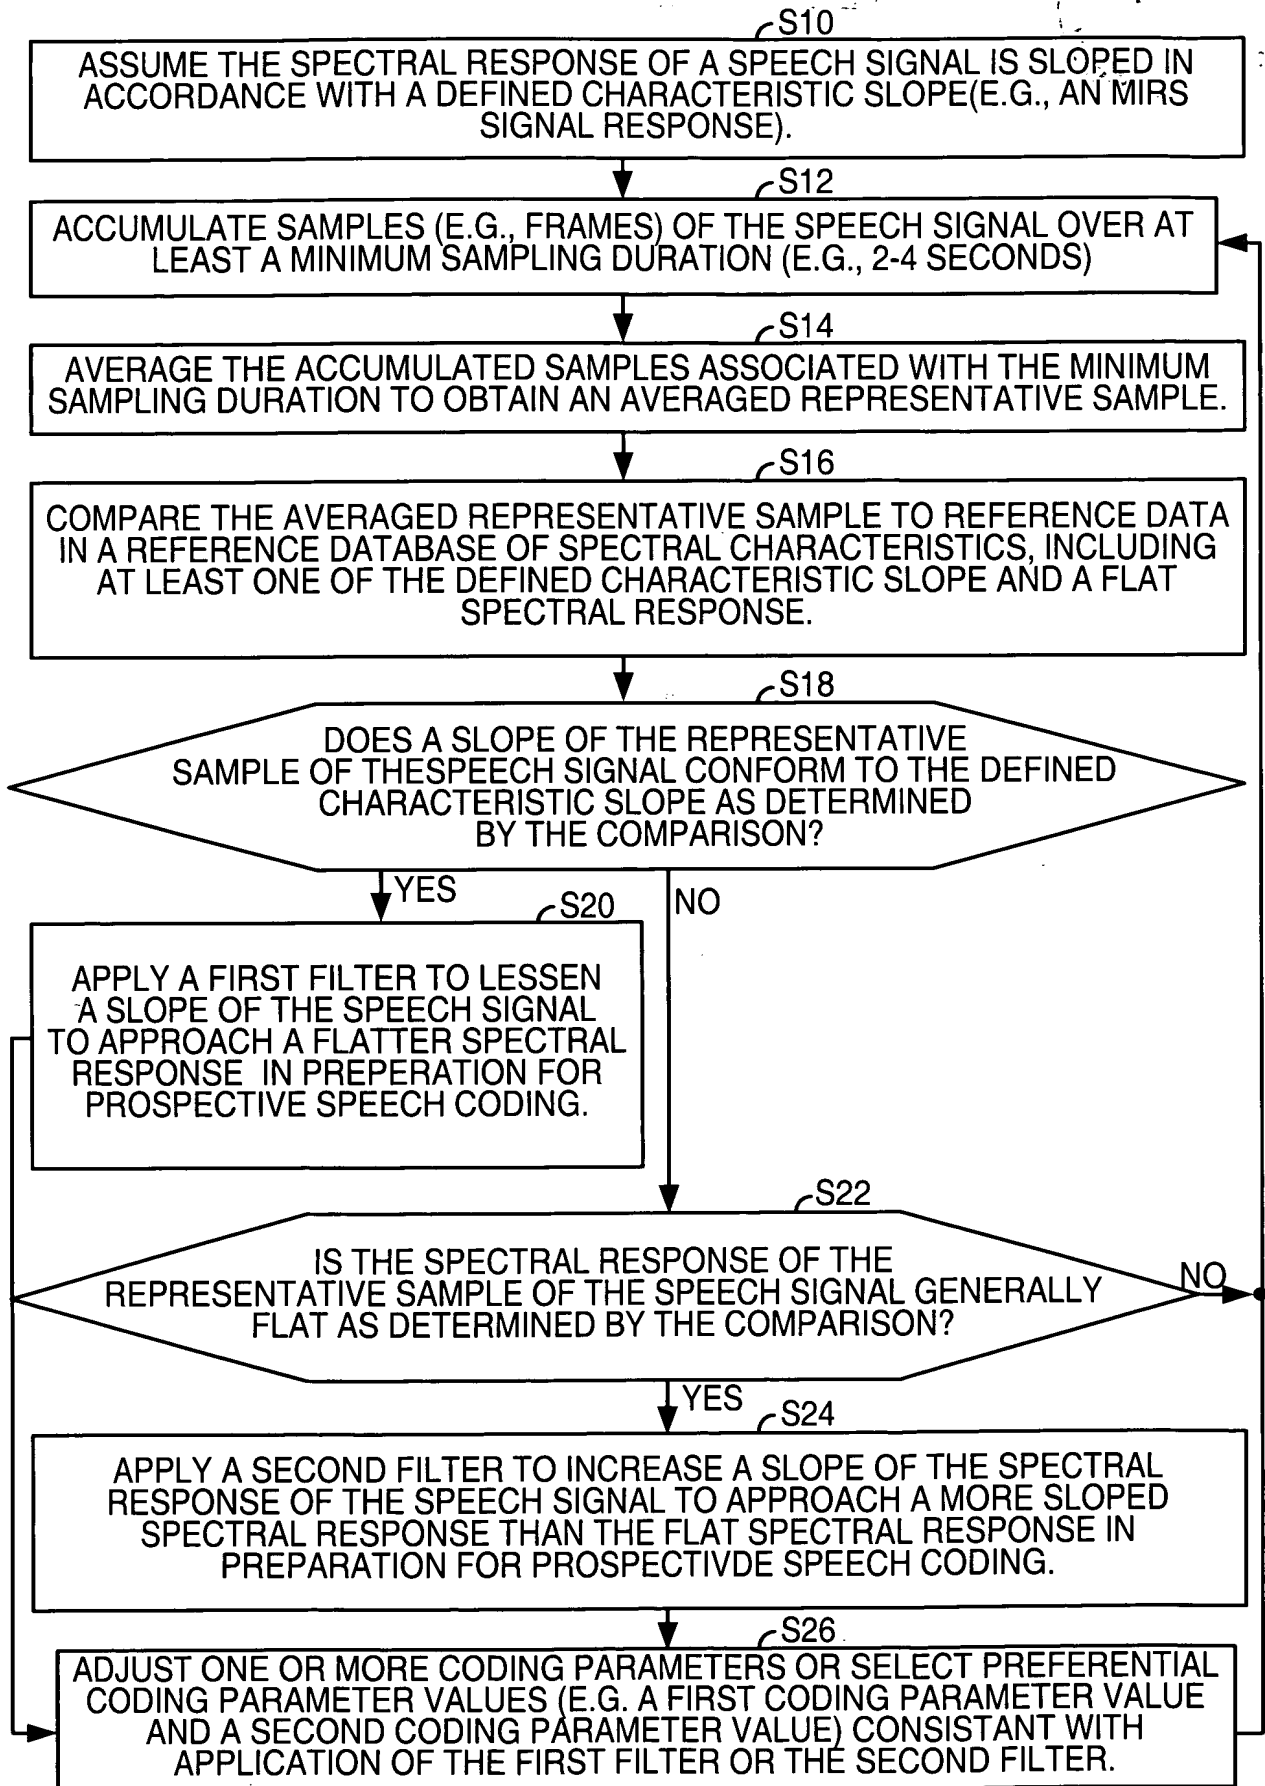 S10
ASSUME THE SPECTRAL RESPONSE OF A SPEECH SIGNAL IS SLOPED IN
ACCORDANCE WITH A DEFINED CHARACTERISTIC SLOPE(E.G., AN MIRS
SIGNAL RESPONSE).
S12
ACCUMULATE SAMPLES (E.G., FRAMES) OF THE SPEECH SIGNAL OVER AT
LEAST A MINIMUM SAMPLING DURATION (E.G., 2-4 SECONDS)
S14
AVERAGE THE ACCUMULATED SAMPLES ASSOCIATED WITH THE MINIMUM
SAMPLING DURATION TO OBTAIN AN AVERAGED REPRESENTATIVE SAMPLE.
S16
COMPARE THE AVERAGED REPRESENTATIVE SAMPLE TO REFERENCE DATA
IN A REFERENCE DATABASE OF SPECTRAL CHARACTERISTICS, INCLUDING
AT LEAST ONE OF THE DEFINED CHARACTERISTIC SLOPE AND A FLAT
SPECTRAL RESPONSE.
S18
DOES A SLOPE OF THE REPRESENTATIVE
SAMPLE OF THESPEECH SIGNAL CONFORM TO THE DEFINED
CHARACTERISTIC SLOPE AS DETERMINED
BY THE COMPARISON?
YES
NO
S20
APPLY A FIRST FILTER TO LESSEN
A SLOPE OF THE SPEECH SIGNAL
TO APPROACH A FLATTER SPECTRAL
RESPONSE IN PREPERATION FOR
PROSPECTIVE SPEECH CODING.
S22
IS THE SPECTRAL RESPONSE OF THE
REPRESENTATIVE SAMPLE OF THE SPEECH SIGNAL GENERALLY
FLAT AS DETERMINED BY THE COMPARISON?
NO
YES
S24
APPLY A SECOND FILTER TO INCREASE A SLOPE OF THE SPECTRAL
RESPONSE OF THE SPEECH SIGNAL TO APPROACH A MORE SLOPED
SPECTRAL RESPONSE THAN THE FLAT SPECTRAL RESPONSE IN
PREPARATION FOR PROSPECTIVDE SPEECH CODING.
S26
ADJUST ONE OR MORE CODING PARAMETERS OR SELECT PREFERENTIAL
CODING PARAMETER VALUES (E.G. A FIRST CODING PARAMETER VALUE
AND A SECOND CODING PARAMETER VALUE) CONSISTANT WITH
APPLICATION OF THE FIRST FILTER OR THE SECOND FILTER.